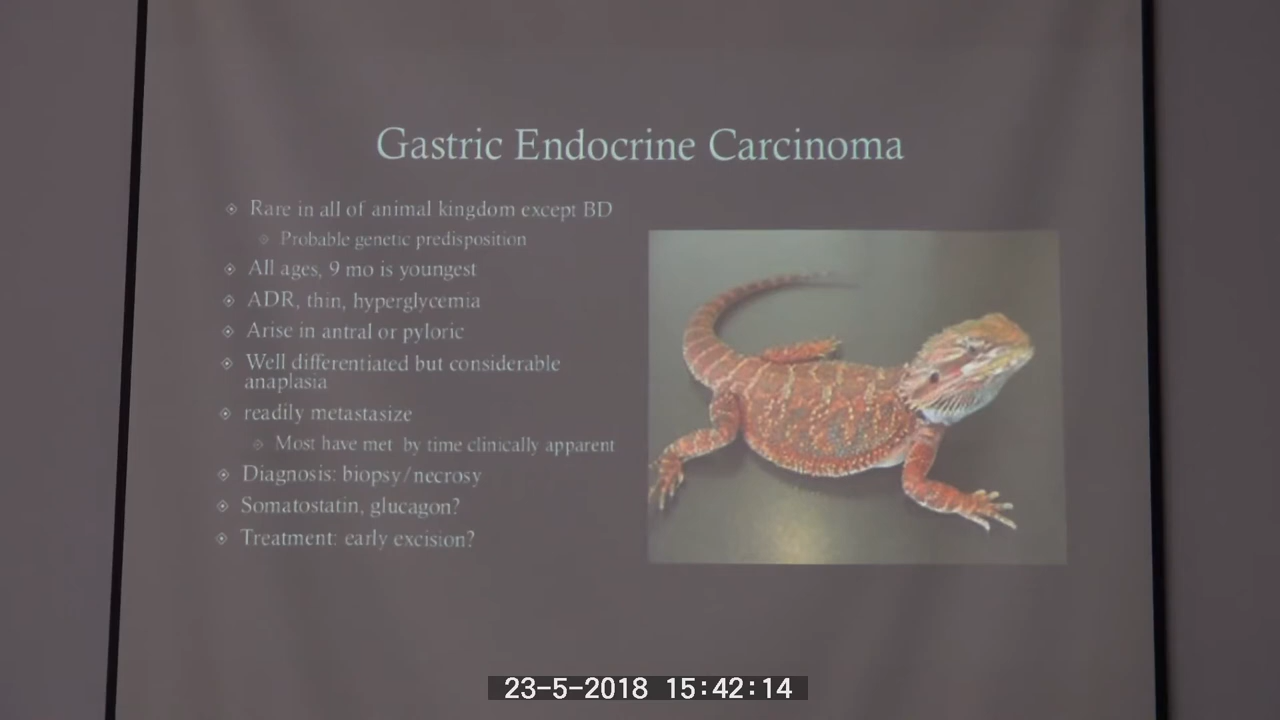 Gastric Endocrine Carcinoma
Rare in all of animal kingdom except BD
Probable genetic predisposition
All ages, 9 mo is youngest
ADR, thin, hyperglycemia
Arise in antral or pyloric
Well differentiated but considerable
anaplasia
readily metastasize
Most have met by time clinically apparent
Diagnosis: biopsy/necrosy
Somatostatin, glucagon?
Treatment: early excision?
23-5-2018 15:42:14